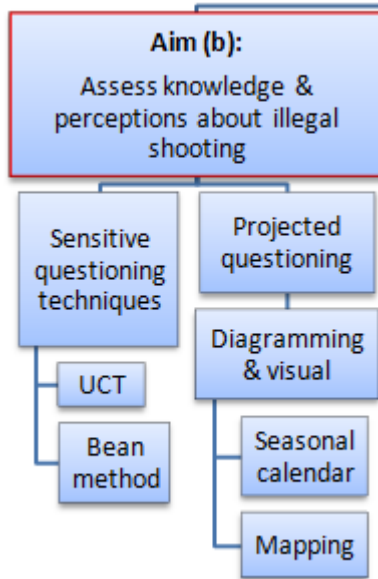 Aim (b):
Assess knowledge &
perceptions about illegal
shooting
Sensitive
questioning
techniques
UCT
Bean
method
Projected
questioning
Diagramming
& visual
Seasonal
calendar
Mapping